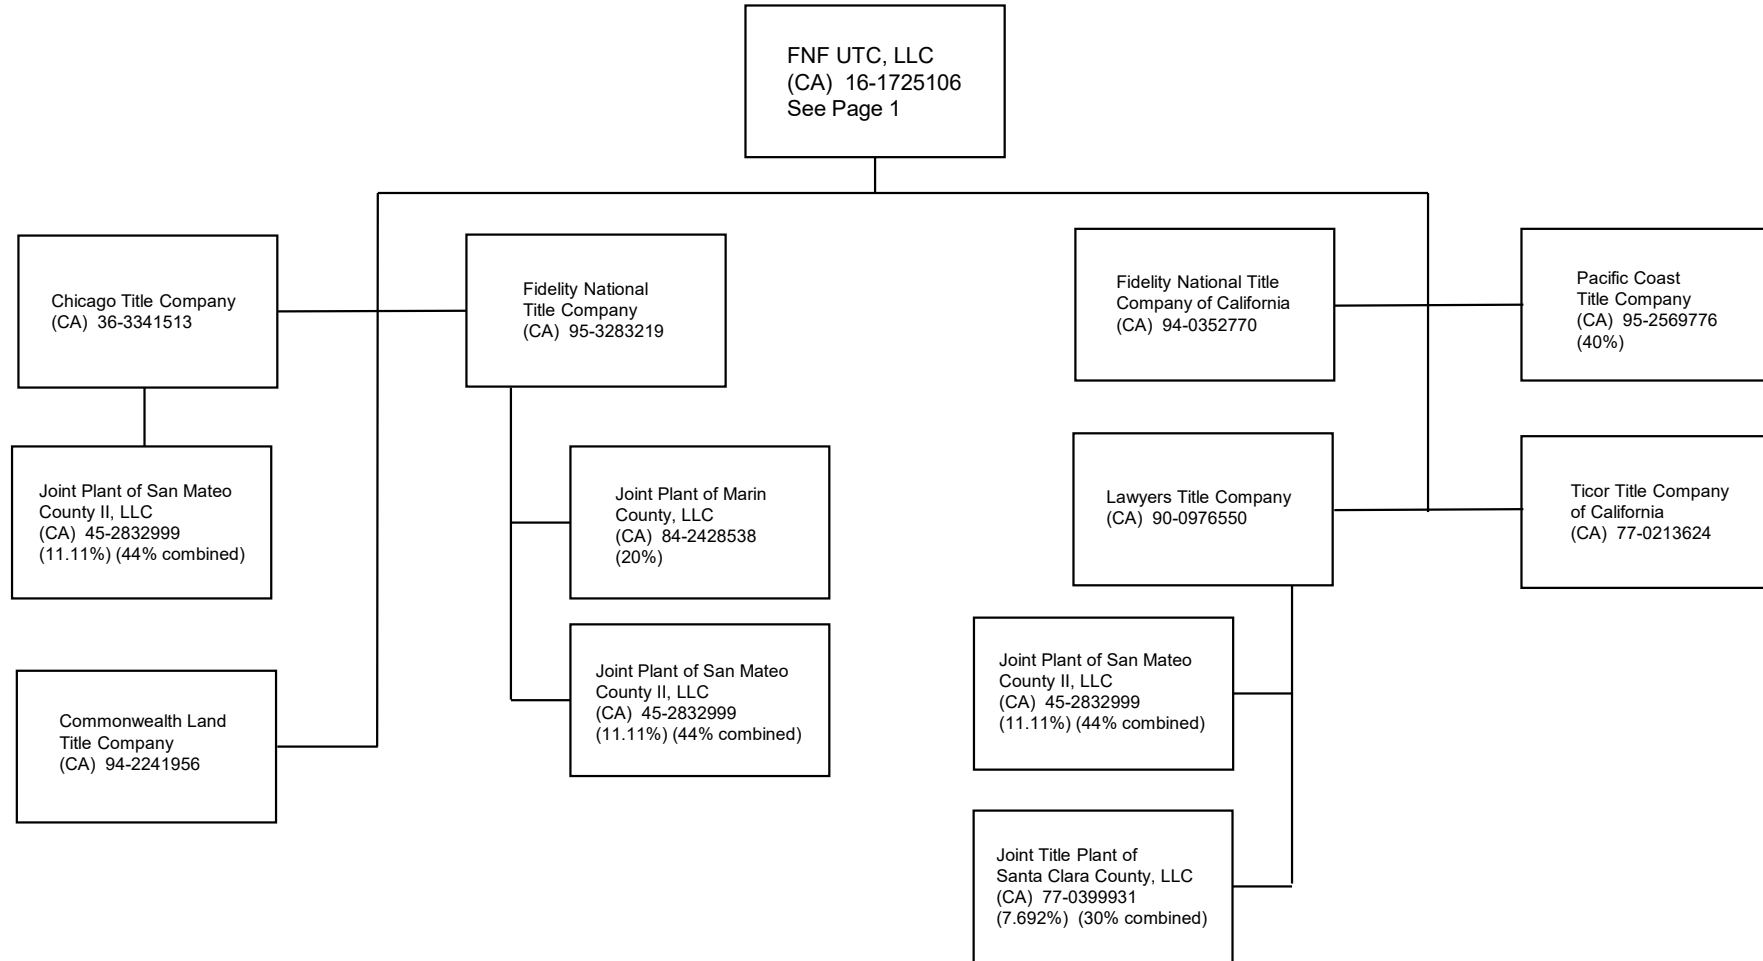 FNF UTC, LLC
(CA) 16-1725106
See Page 1
Chicago Title Company
(CA) 36-3341513
Fidelity National
Title Company
(CA) 95-3283219
Fidelity National Title
Company of California
(CA) 94-0352770
Pacific Coast
Title Company
(CA) 95-2569776
(40%)
Joint Plant of San Mateo
County II, LLC
(CA) 45-2832999
(11.11%) (44% combined)
Joint Plant of Marin
County, LLC
(CA) 84-2428538
(20%)
Lawyers Title Company
(CA) 90-0976550
Ticor Title Company
of California
(CA) 77-0213624
Commonwealth Land
Title Company
(CA) 94-2241956
Joint Plant of San Mateo
County II, LLC
(CA) 45-2832999
(11.11%) (44% combined)
Joint Plant of San Mateo
County II, LLC
(CA) 45-2832999
(11.11%) (44% combined)
Joint Title Plant of
Santa Clara County, LLC
(CA) 77-0399931
(7.692%) (30% combined)